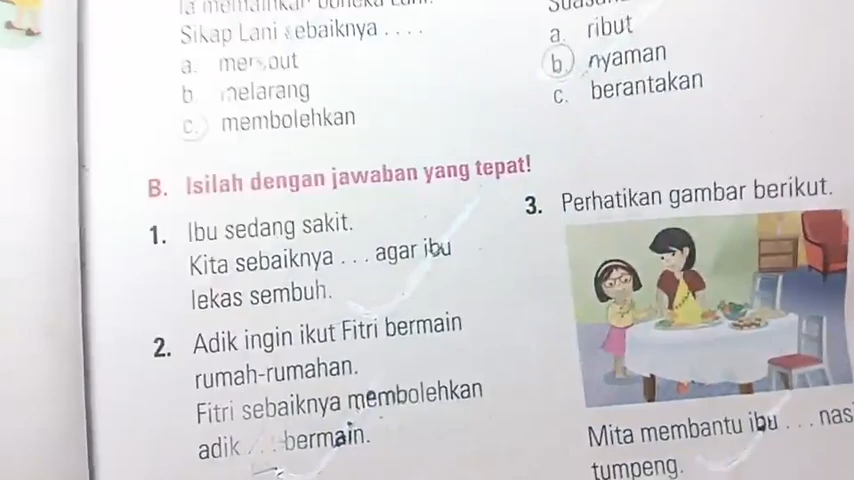 Sikap Lani sebaiknya . . . .
a.
b. melarang
c. membolehkan
a. ribut
b. nyaman
c. berantakan
B. Isilah dengan jawaban yang tepat!
1. Ibu sedang sakit.
Kita sebaiknya . . . agar ibu
lekas sembuh.
2. Adik ingin ikut Fitri bermain
rumah-rumahan.
Fitri sebaiknya membolehkan
adik . . . bermain.
3. Perhatikan gambar berikut.
Mita membantu ibu . . . nasi
tumpeng.